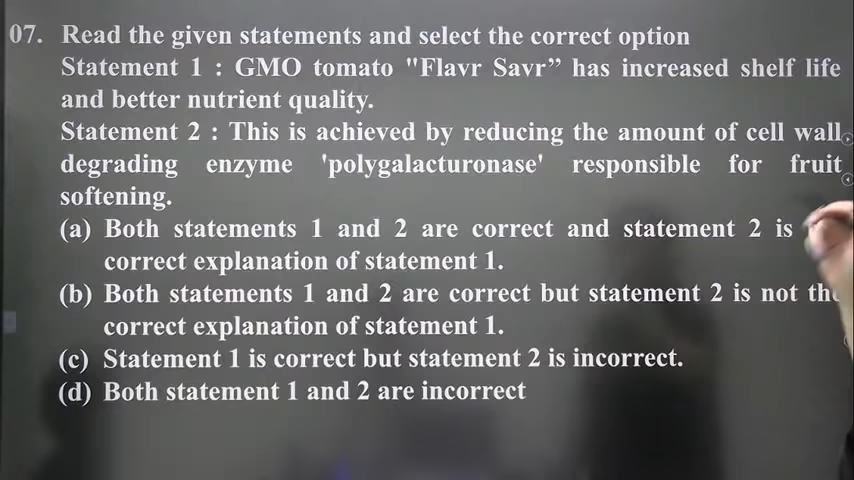 07. Read the given statements and select the correct option
Statement 1 : GMO tomato "Flavr Savr” has increased shelf life
and better nutrient quality.
Statement 2 : This is achieved by reducing the amount of cell wall
degrading enzyme 'polygalacturonase' responsible for fruit
softening.
(a) Both statements 1 and 2 are correct and statement 2 is
correct explanation of statement 1.
(b) Both statements 1 and 2 are correct but statement 2 is not the
correct explanation of statement 1.
(c) Statement 1 is correct but statement 2 is incorrect.
(d) Both statement 1 and 2 are incorrect